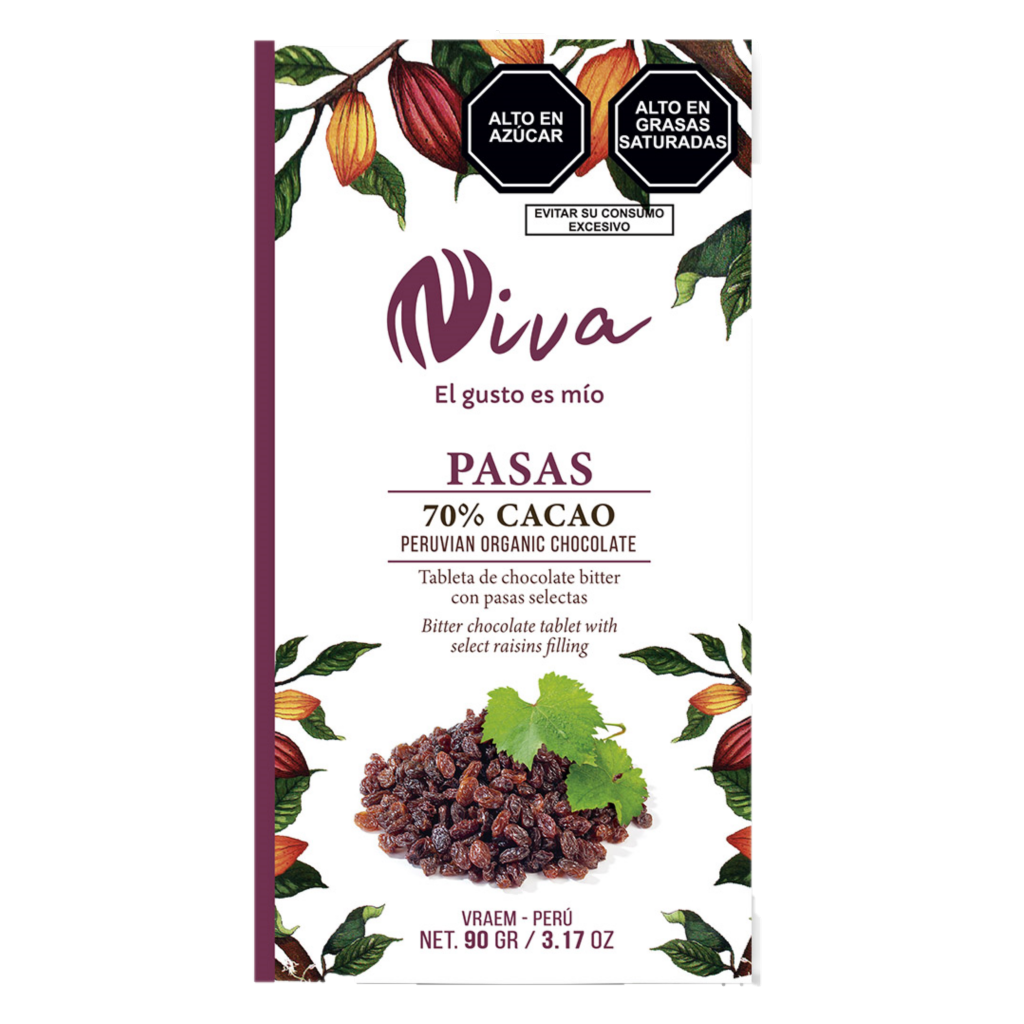 ALTO EN
AZÚCAR
ALTO EN
GRASAS
SATURADAS
EVITAR SU CONSUMO
EXCESIVO
Niva
El gusto es mío
PASAS
70% CACAO
PERUVIAN ORGANIC CHOCOLATE
Tableta de chocolate bitter
con pasas selectas
Bitter chocolate tablet with
select raisins filling
VRAEM - PERÚ
NET. 90 GR / 3.17 OZ